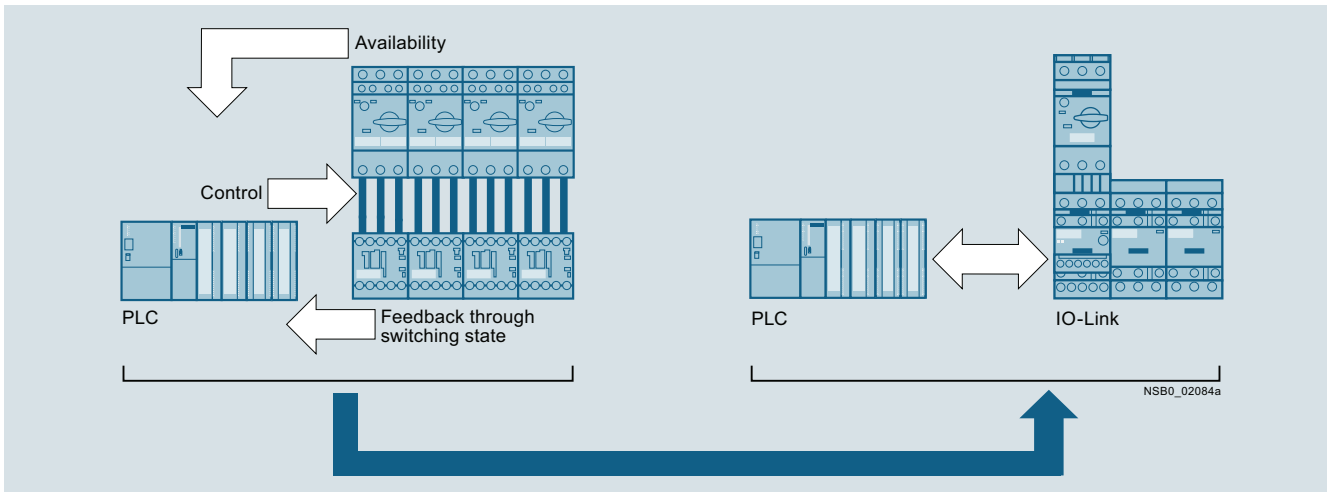 Availability
Control
PLC
Feedback through
switching state
PLC
IO-Link
NSB0_02084a